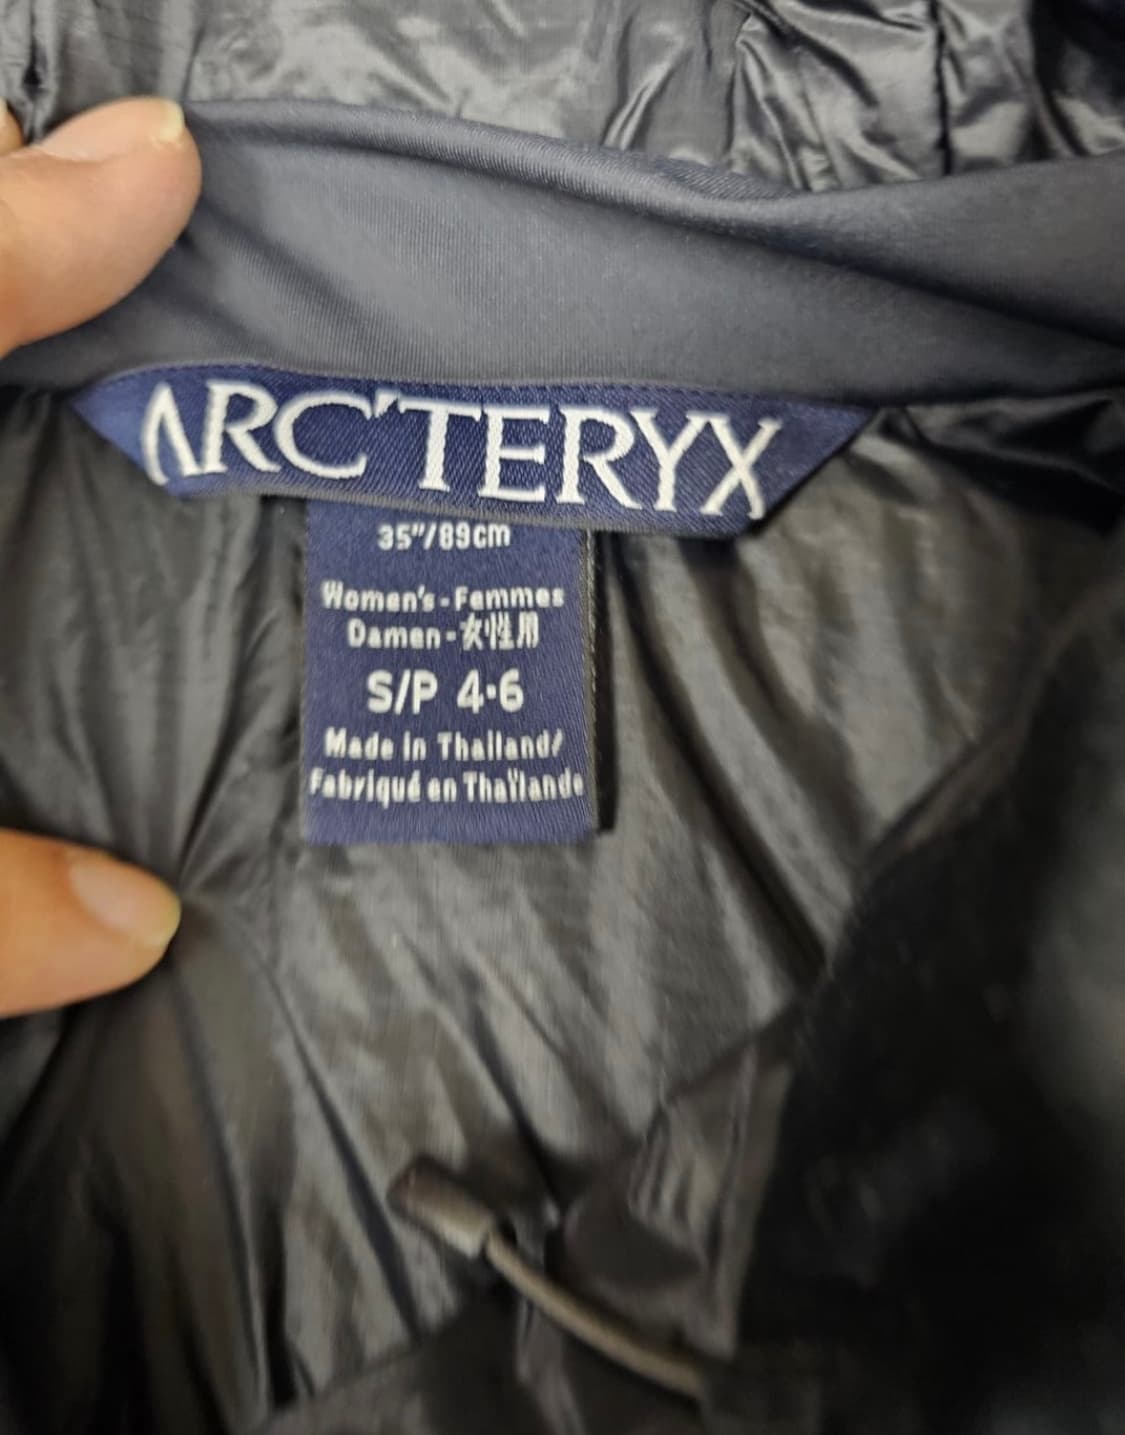 ARC'TERYX
35"/89cm
Women's-Femmes
Damen-女性用
S/P 4·6
Made in Thailand/
Fabriqué en Thaïlande